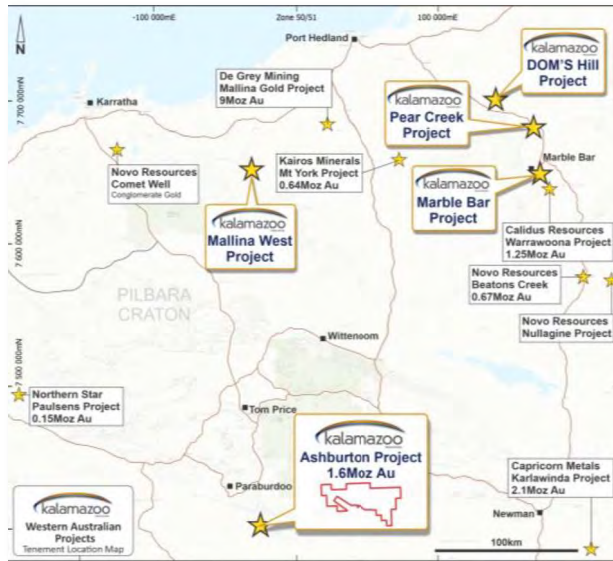 -100 000mE
Zone 50/51
100 000mE
N
7 700 000mN
7 600 000mN
7 500 000mN
Port Hedland
Karratha
De Grey Mining
Mallina Gold Project
9Moz Au
kalamazoo
DOM'S Hill
Project
kalamazoo
Pear Creek
Project
Novo Resources
Comet Well
Conglomerate Gold
Kairos Minerals
Mt York Project
0.64Moz Au
Marble Bar
kalamazoo
Marble Bar
Project
kalamazoo
Mallina West
Project
Calidus Resources
Warrawoona Project
1.25Moz Au
Novo Resources
Beatons Creek
0.67Moz Au
Novo Resources
Nullagine Project
PILBARA
CRATON
Wittenoom
Northern Star
Paulsens Project
0.15Moz Au
Tom Price
kalamazoo
Ashburton Project
1.6Moz Au
Paraburdoo
Capricorn Metals
Karlawinda Project
2.1Moz Au
Newman
kalamazoo
Western Australian
Projects
Tenement Location Map
100km